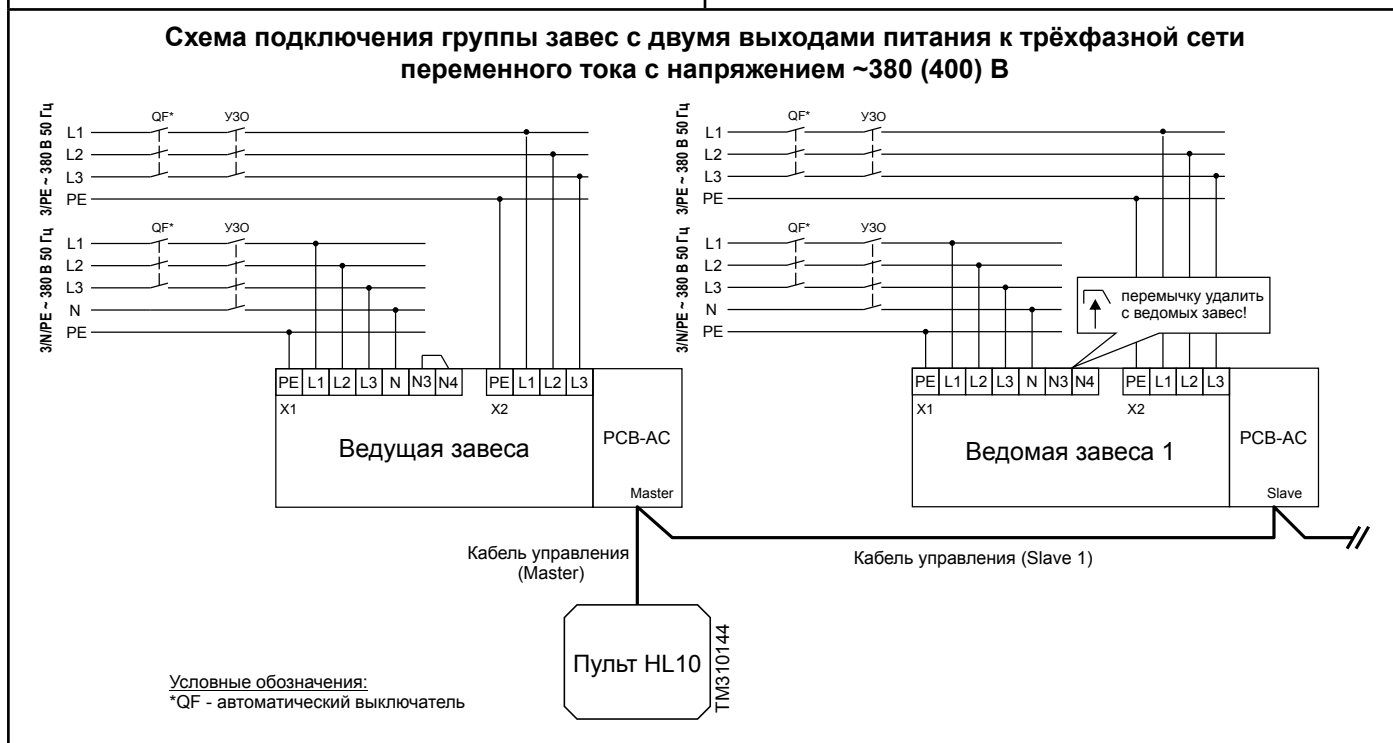 Схема подключения группы завес с двумя выходами питания к трёхфазной сети
переменного тока с напряжением ~380 (400) В
3/PE ~ 380 В 50 Гц
QF* УЗО
L1
L2
L3
PE
3/N/PE ~ 380 В 50 Гц
QF* УЗО
L1
L2
L3
N
PE
PE L1 L2 L3 N N3 N4 PE L1 L2 L3
X1 X2
Ведущая завеса
PCB-AC
Master
3/PE ~ 380 В 50 Гц
QF* УЗО
L1
L2
L3
PE
3/N/PE ~ 380 В 50 Гц
QF* УЗО
L1
L2
L3
N
PE
перемычку удалить
с ведомых завес!
PE L1 L2 L3 N N3 N4 PE L1 L2 L3
X1 X2
Ведомая завеса 1
PCB-AC
Slave
Кабель управления
(Master)
Кабель управления (Slave 1)
Пульт HL10
TM310144
Условные обозначения:
*QF - автоматический выключатель